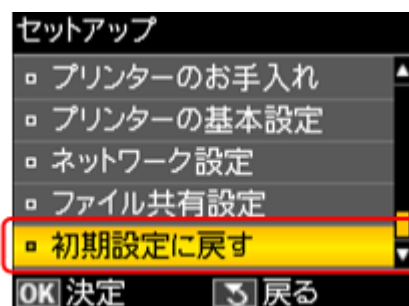 セットアップ
プリンターのお手入れ
プリンターの基本設定
ネットワーク設定
ファイル共有設定
初期設定に戻す
OK 決定 戻る